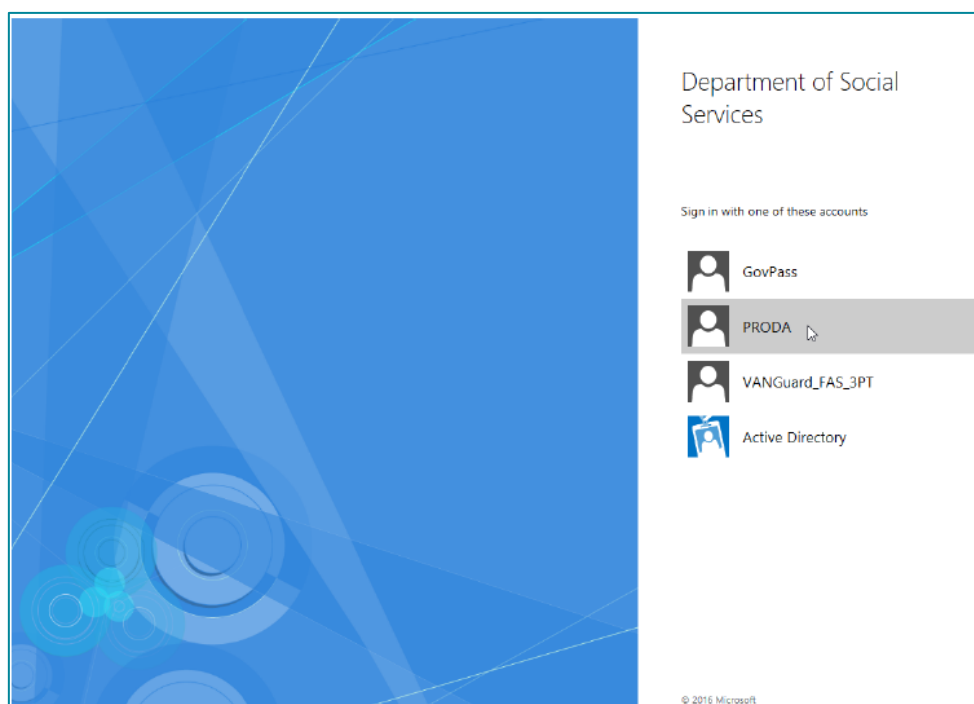 Department of Social
Services
Sign in with one of these accounts
GovPass
PRODA
VANGuard_FAS_3PT
Active Directory
© 2016 Microsoft